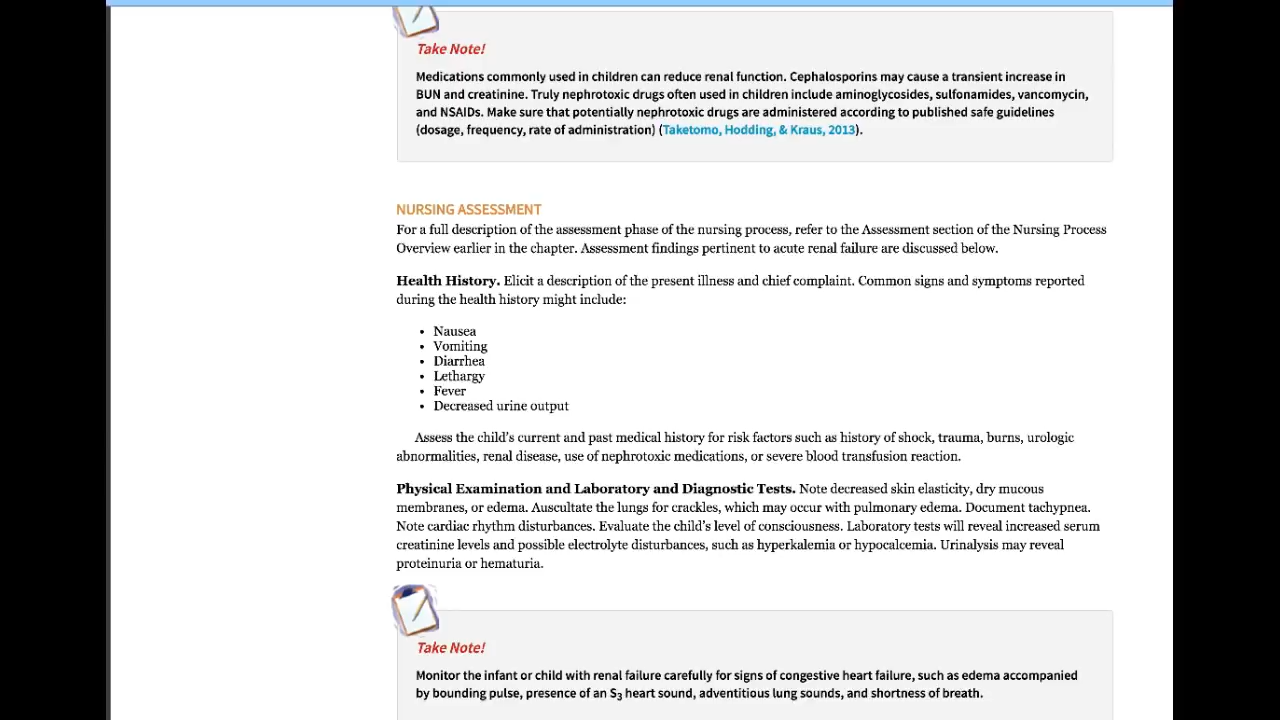 Take Note!
Medications commonly used in children can reduce renal function. Cephalosporins may cause a transient increase in
BUN and creatinine. Truly nephrotoxic drugs often used in children include aminoglycosides, sulfonamides, vancomycin,
and NSAIDs. Make sure that potentially nephrotoxic drugs are administered according to published safe guidelines
(dosage, frequency, rate of administration) (Taketomo, Hodding, & Kraus, 2013).
NURSING ASSESSMENT
For a full description of the assessment phase of the nursing process, refer to the Assessment section of the Nursing Process
Overview earlier in the chapter. Assessment findings pertinent to acute renal failure are discussed below.
Health History. Elicit a description of the present illness and chief complaint. Common signs and symptoms reported
during the health history might include:
• Nausea
• Vomiting
• Diarrhea
• Lethargy
• Fever
• Decreased urine output
Assess the child's current and past medical history for risk factors such as history of shock, trauma, burns, urologic
abnormalities, renal disease, use of nephrotoxic medications, or severe blood transfusion reaction.
Physical Examination and Laboratory and Diagnostic Tests. Note decreased skin elasticity, dry mucous
membranes, or edema. Auscultate the lungs for crackles, which may occur with pulmonary edema. Document tachypnea.
Note cardiac rhythm disturbances. Evaluate the child's level of consciousness. Laboratory tests will reveal increased serum
creatinine levels and possible electrolyte disturbances, such as hyperkalemia or hypocalcemia. Urinalysis may reveal
proteinuria or hematuria.
Take Note!
Monitor the infant or child with renal failure carefully for signs of congestive heart failure, such as edema accompanied
by bounding pulse, presence of an S3 heart sound, adventitious lung sounds, and shortness of breath.